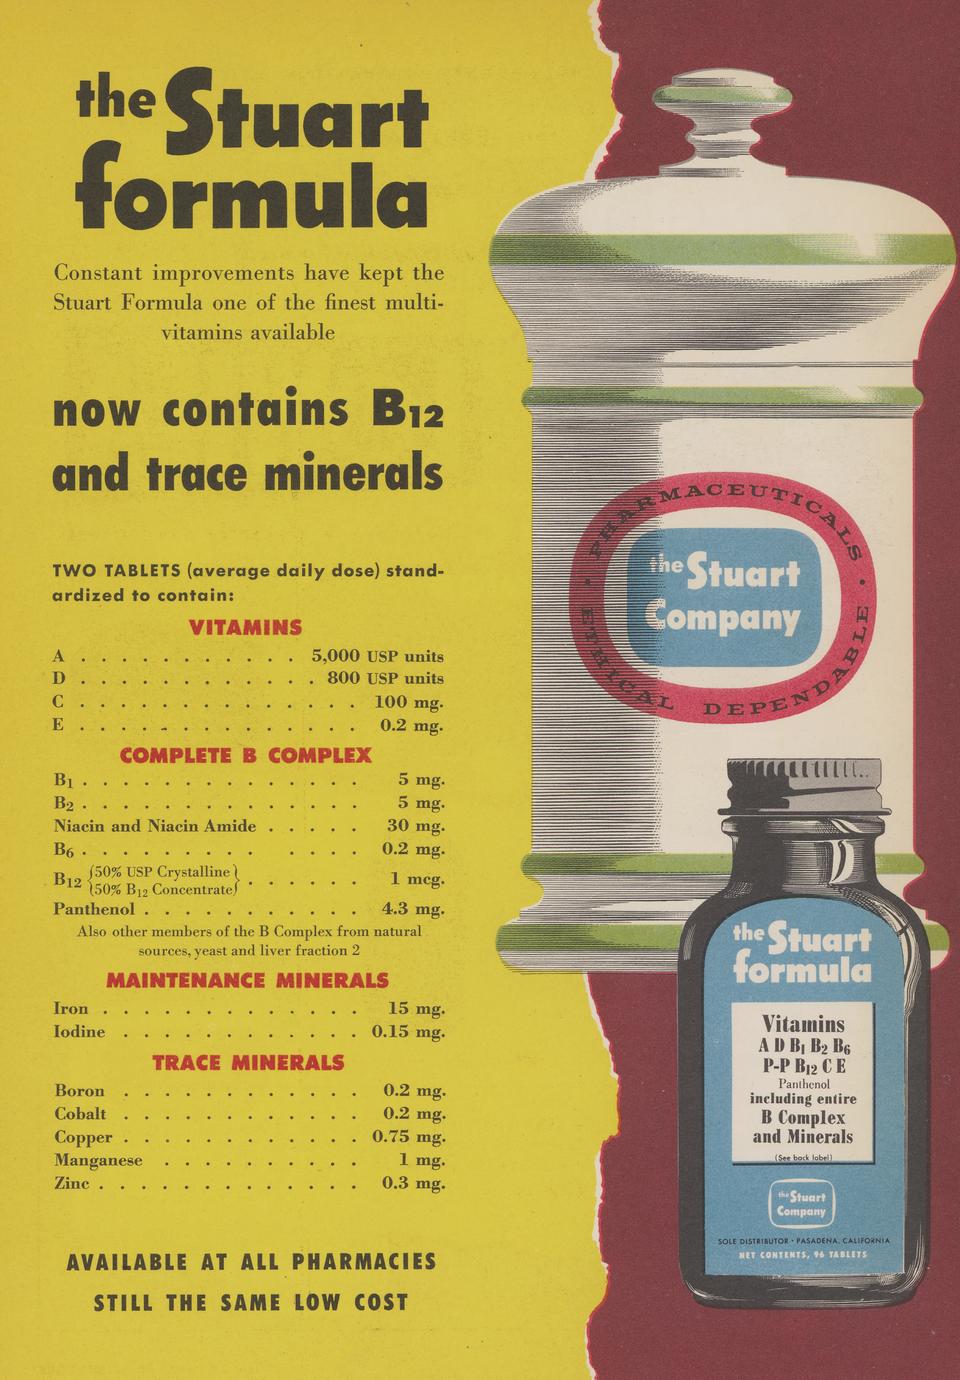 the Stuart
formula
Constant improvements have kept the
Stuart Formula one of the finest multi-
vitamins available
now contains B12
and trace minerals
TWO TABLETS (average daily dose) stand-
ardized to contain:
VITAMINS
A . . . . . . . . . . . 5,000 USP units
D . . . . . . . . . . . . 800 USP units
C . . . . . . . . . . . . . . 100 mg.
E . . . . . . . . . . . . . . 0.2 mg.
COMPLETE B COMPLEX
B1 . . . . . . . . . . . . . . 5 mg.
B2 . . . . . . . . . . . . . . 5 mg.
Niacin and Niacin Amide . . . . . 30 mg.
B6 . . . . . . . . . . . . . 0.2 mg.
B12 {50% USP Crystalline
50% B12 Concentrate} . . . . . . 1 mcg.
Panthenol . . . . . . . . . . . 4.3 mg.
Also other members of the B Complex from natural
sources, yeast and liver fraction 2
MAINTENANCE MINERALS
Iron . . . . . . . . . . . . . 15 mg.
Iodine . . . . . . . . . . . . 0.15 mg.
TRACE MINERALS
Boron . . . . . . . . . . . . 0.2 mg.
Cobalt . . . . . . . . . . . . 0.2 mg.
Copper . . . . . . . . . . . . 0.75 mg.
Manganese . . . . . . . . . . 1 mg.
Zinc . . . . . . . . . . . . . 0.3 mg.
AVAILABLE AT ALL PHARMACIES
STILL THE SAME LOW COST
• PHARMACEUTICALS •
the Stuart
Company
ETHICAL DEPENDABLE
the Stuart
formula
Vitamins
A D B1 B2 B6
P-P B12 C E
Panthenol
including entire
B Complex
and Minerals
(See back label)
the Stuart
Company
SOLE DISTRIBUTOR • PASADENA, CALIFORNIA
NET CONTENTS, 96 TABLETS